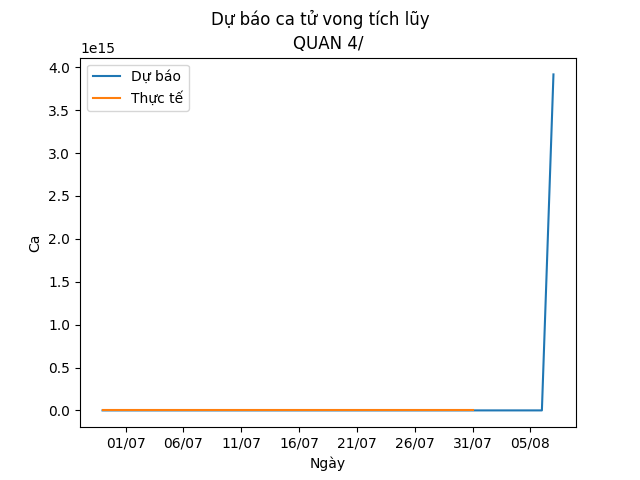 Dự báo ca tử vong tích lũy
QUAN 4/
1e15
4.0
3.5
3.0
2.5
2.0
1.5
1.0
0.5
0.0
Ca
Dự báo
Thực tế
01/07 06/07 11/07 16/07 21/07 26/07 31/07 05/08
Ngày